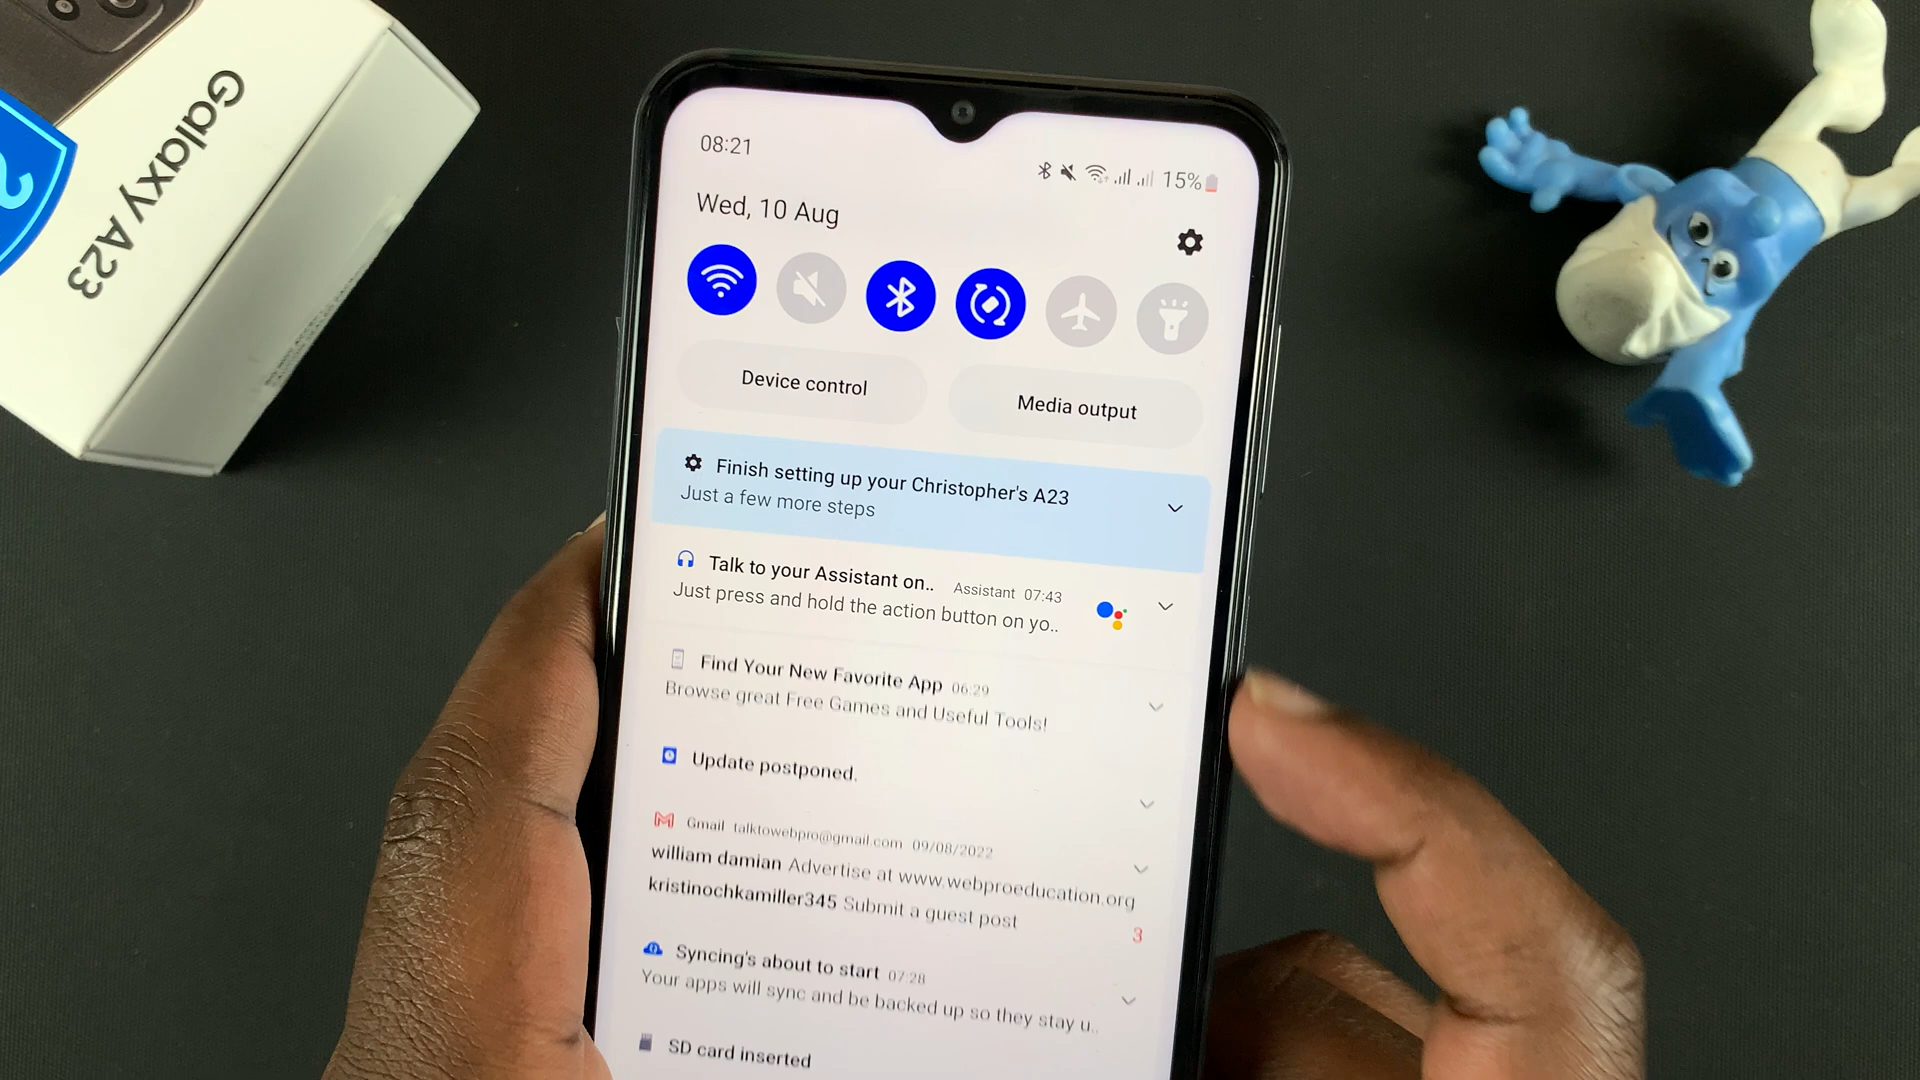 Galaxy A23
2
08:21
15%
Wed, 10 Aug
Device control
Media output
Finish setting up your Christopher's A23
Just a few more steps
Talk to your Assistant on.. Assistant 07:43
Just press and hold the action button on yo..
Find Your New Favorite App 06:29
Browse great Free Games and Useful Tools!
Update postponed.
Gmail talktowebpro@gmail.com 09/08/2022
william damian Advertise at www.webproeducation.org
kristinochkamiller345 Submit a guest post
3
Syncing's about to start 07:28
Your apps will sync and be backed up so they stay u..
SD card inserted